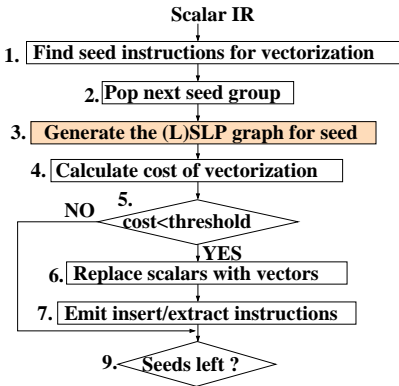 Scalar IR
1. Find seed instructions for vectorization
2. Pop next seed group
3. Generate the (L)SLP graph for seed
4. Calculate cost of vectorization
5.
NO
cost<threshold
YES
6. Replace scalars with vectors
7. Emit insert/extract instructions
9. Seeds left ?